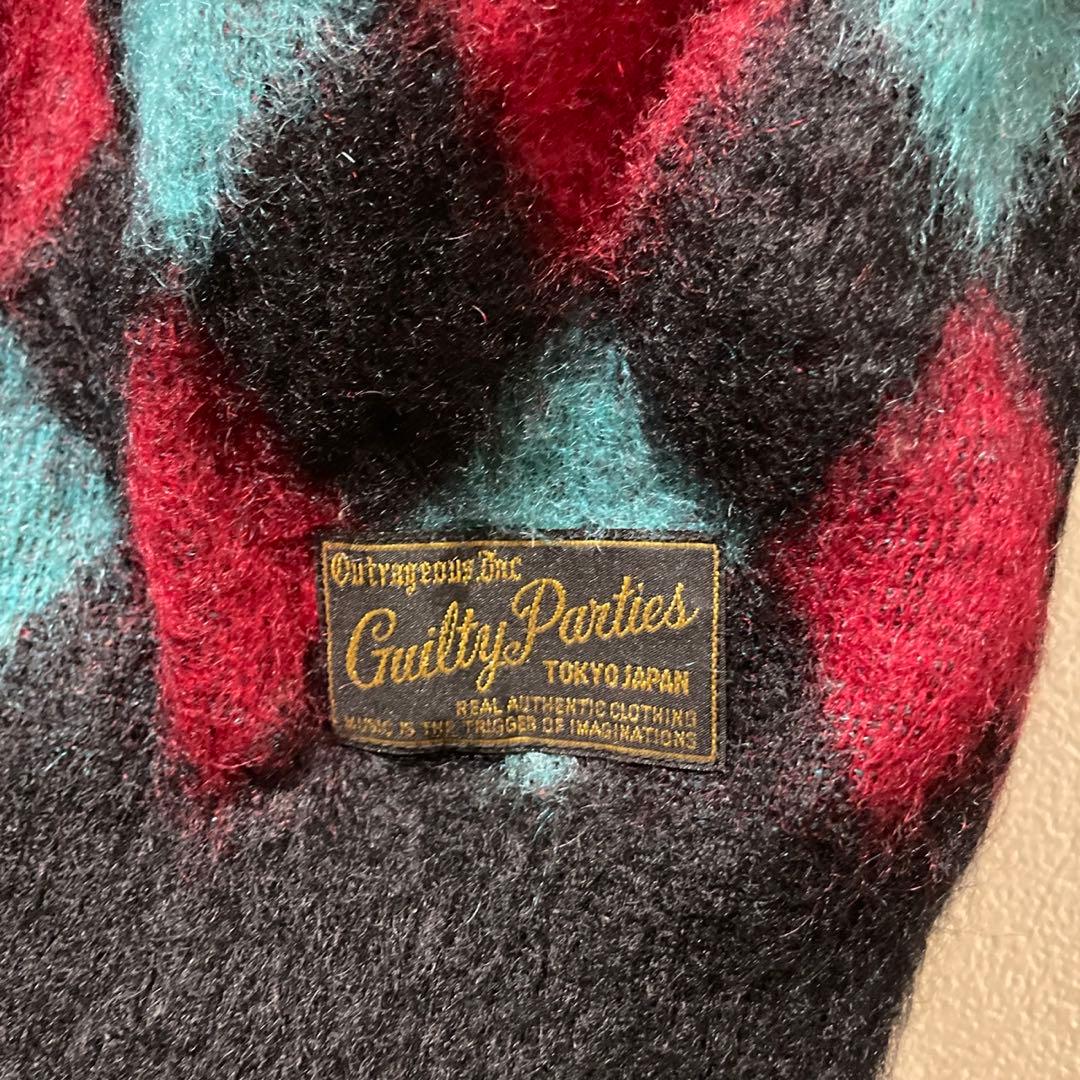 Outrageous.Inc
Guilty Parties
TOKYO JAPAN
REAL AUTHENTIC CLOTHING
MUSIC IS THE TRIGGER OF IMAGINATIONS